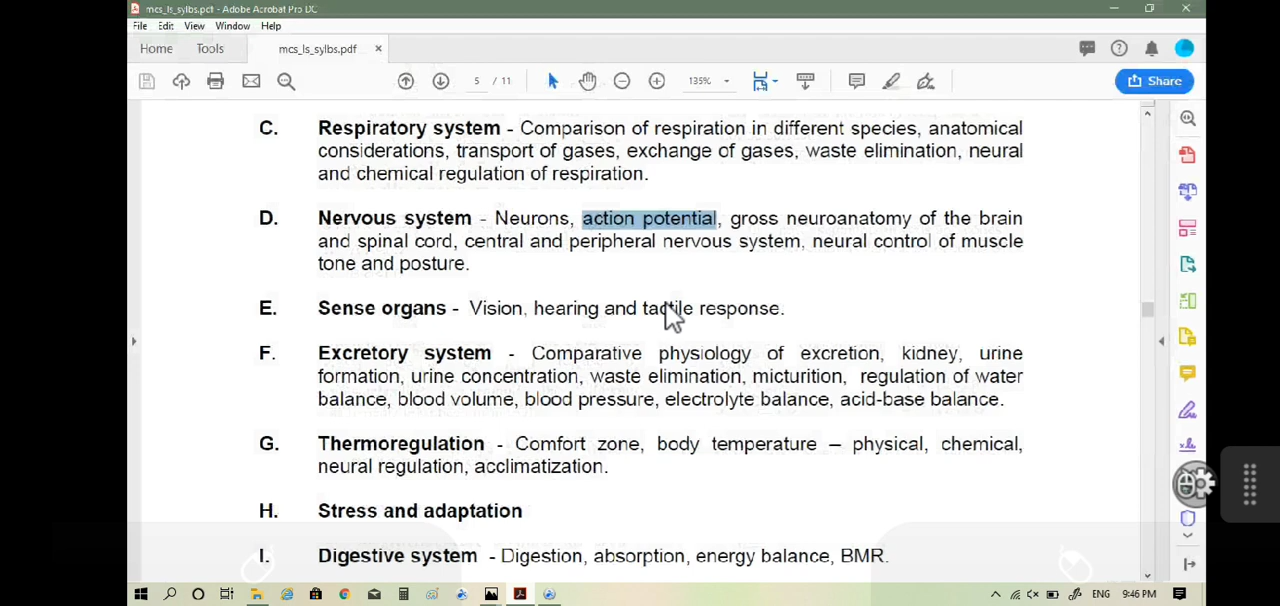 mcs_ls_sylbs.pdf - Adobe Acrobat Pro DC
File Edit View Window Help
Home Tools mcs_ls_sylbs.pdf ×
5 / 11 135% Share
C. Respiratory system - Comparison of respiration in different species, anatomical
considerations, transport of gases, exchange of gases, waste elimination, neural
and chemical regulation of respiration.
D. Nervous system - Neurons, action potential, gross neuroanatomy of the brain
and spinal cord, central and peripheral nervous system, neural control of muscle
tone and posture.
E. Sense organs - Vision, hearing and tactile response.
F. Excretory system - Comparative physiology of excretion, kidney, urine
formation, urine concentration, waste elimination, micturition, regulation of water
balance, blood volume, blood pressure, electrolyte balance, acid-base balance.
G. Thermoregulation - Comfort zone, body temperature – physical, chemical,
neural regulation, acclimatization.
H. Stress and adaptation
I. Digestive system - Digestion, absorption, energy balance, BMR.
ENG 9:46 PM